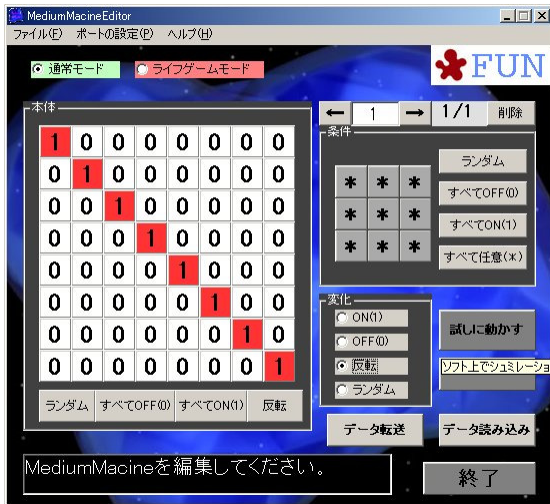 MediumMacineEditor
ファイル(F) ポートの設定(P) ヘルプ(H)
通常モード ライフゲームモード
FUN
本体
1 0 0 0 0 0 0 0
0 1 0 0 0 0 0 0
0 0 1 0 0 0 0 0
0 0 0 1 0 0 0 0
0 0 0 0 1 0 0 0
0 0 0 0 0 1 0 0
0 0 0 0 0 0 1 0
0 0 0 0 0 0 0 1
ランダム すべてOFF(0) すべてON(1) 反転
← 1 → 1/1 削除
条件
* * *
* * *
* * *
ランダム
すべてOFF(0)
すべてON(1)
すべて任意(*)
変化
ON(1)
OFF(0)
反転
ランダム
試しに動かす
ソフト上でシュミレーショ
データ転送 データ読み込み
MediumMacineを編集してください。
終了